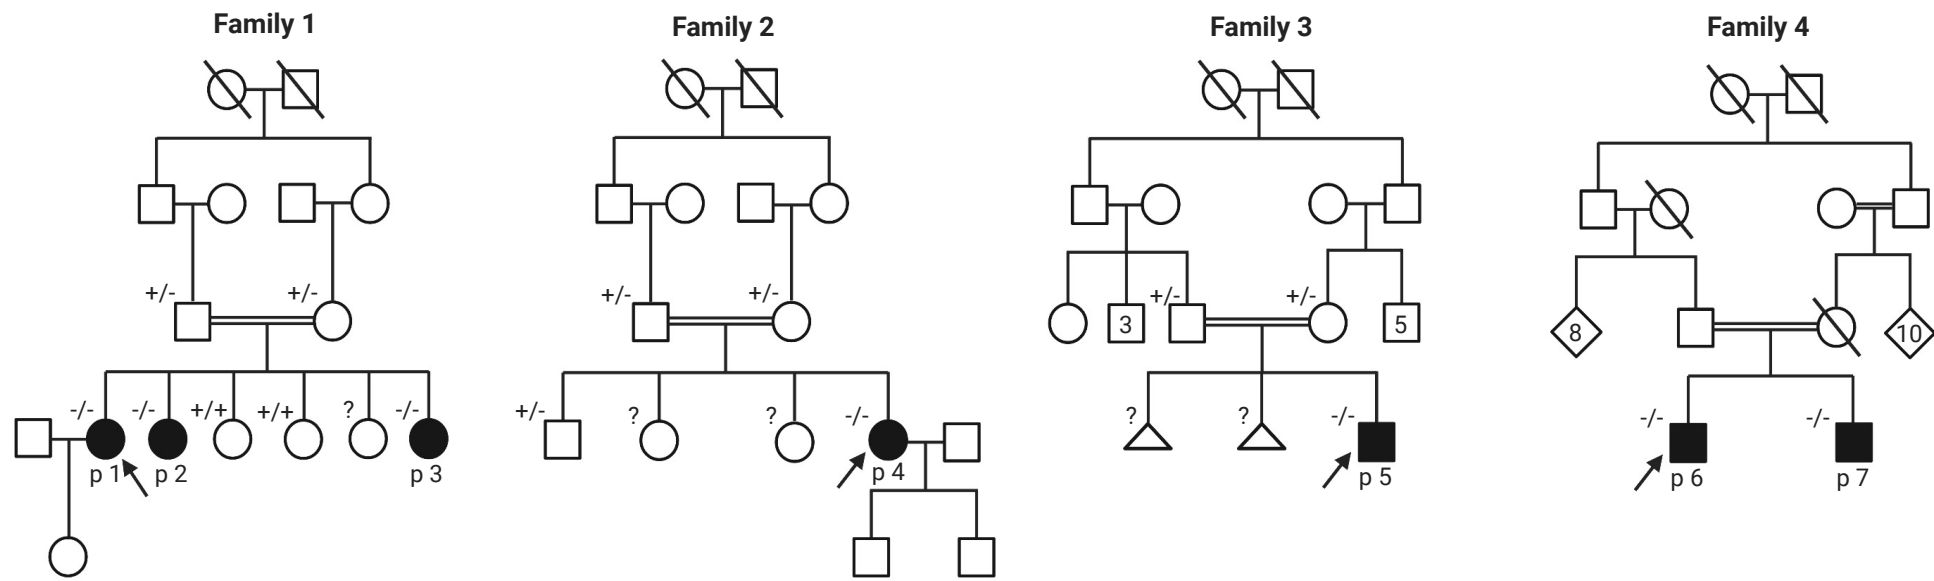 Family 1
Family 2
Family 3
Family 4
+/- +/-
+/- +/-
+/- +/-
3
5
8
10
-/- -/- +/+ +/+ ? -/-
p 1 p 2 p 3
+/- ? ? -/-
p 4
? ? -/-
p 5
-/- -/-
p 6 p 7